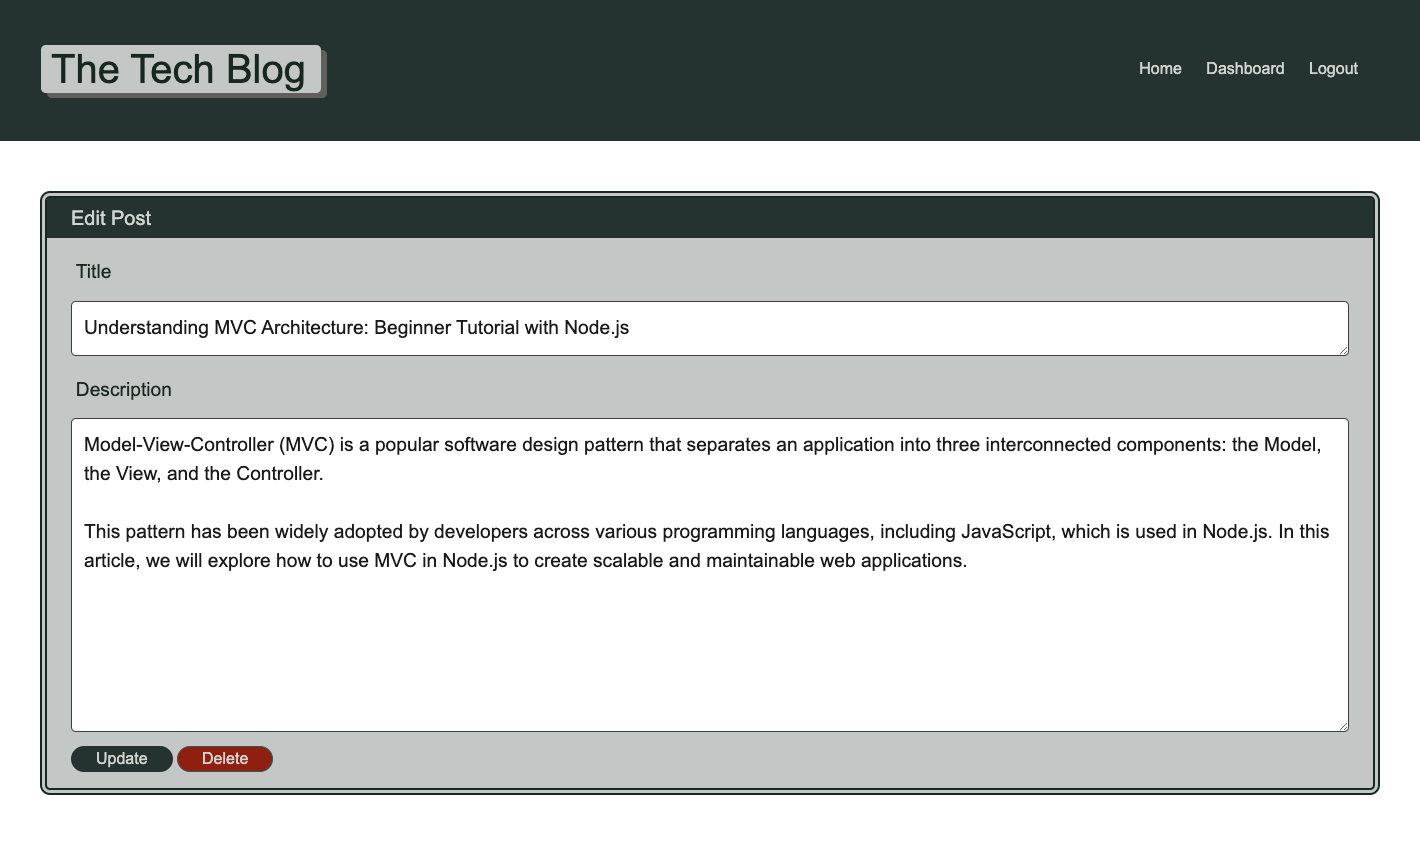 The Tech Blog
Home Dashboard Logout
Edit Post
Title
Understanding MVC Architecture: Beginner Tutorial with Node.js
Description
Model-View-Controller (MVC) is a popular software design pattern that separates an application into three interconnected components: the Model,
the View, and the Controller.
This pattern has been widely adopted by developers across various programming languages, including JavaScript, which is used in Node.js. In this
article, we will explore how to use MVC in Node.js to create scalable and maintainable web applications.
Update Delete